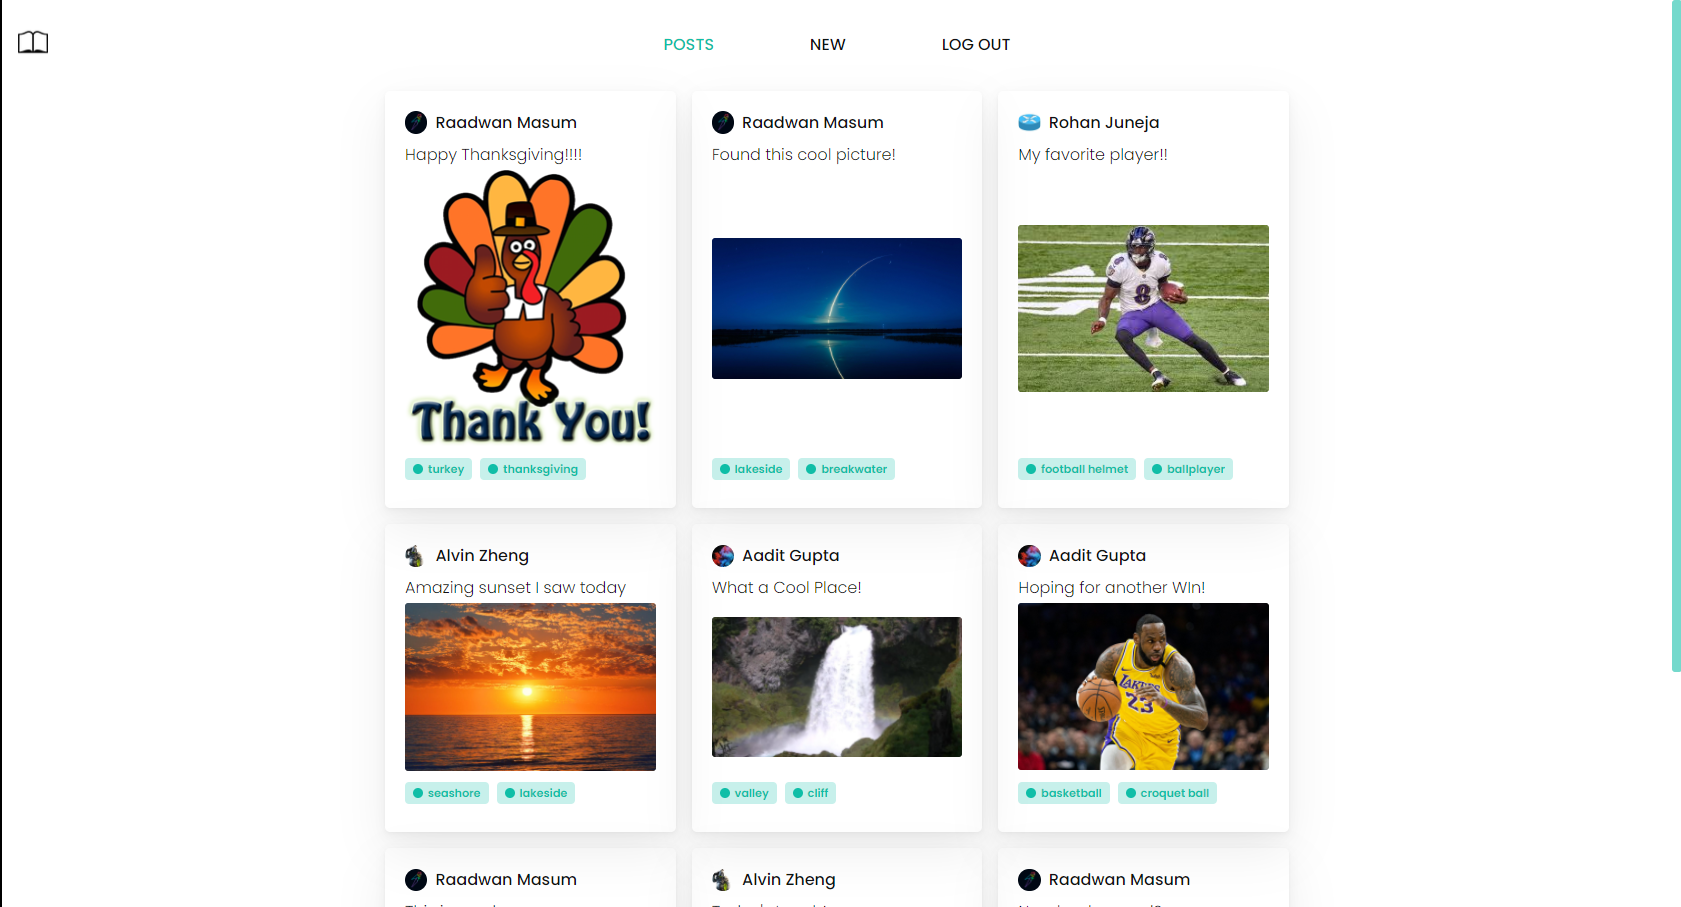 POSTS
NEW
LOG OUT
Raadwan Masum
Happy Thanksgiving!!!!
Thank You!
turkey
thanksgiving
Raadwan Masum
Found this cool picture!
lakeside
breakwater
Rohan Juneja
My favorite player!!
8
football helmet
ballplayer
Alvin Zheng
Amazing sunset I saw today
seashore
lakeside
Aadit Gupta
What a Cool Place!
valley
cliff
Aadit Gupta
Hoping for another WIn!
LAKERS
23
basketball
croquet ball
Raadwan Masum
Alvin Zheng
Raadwan Masum